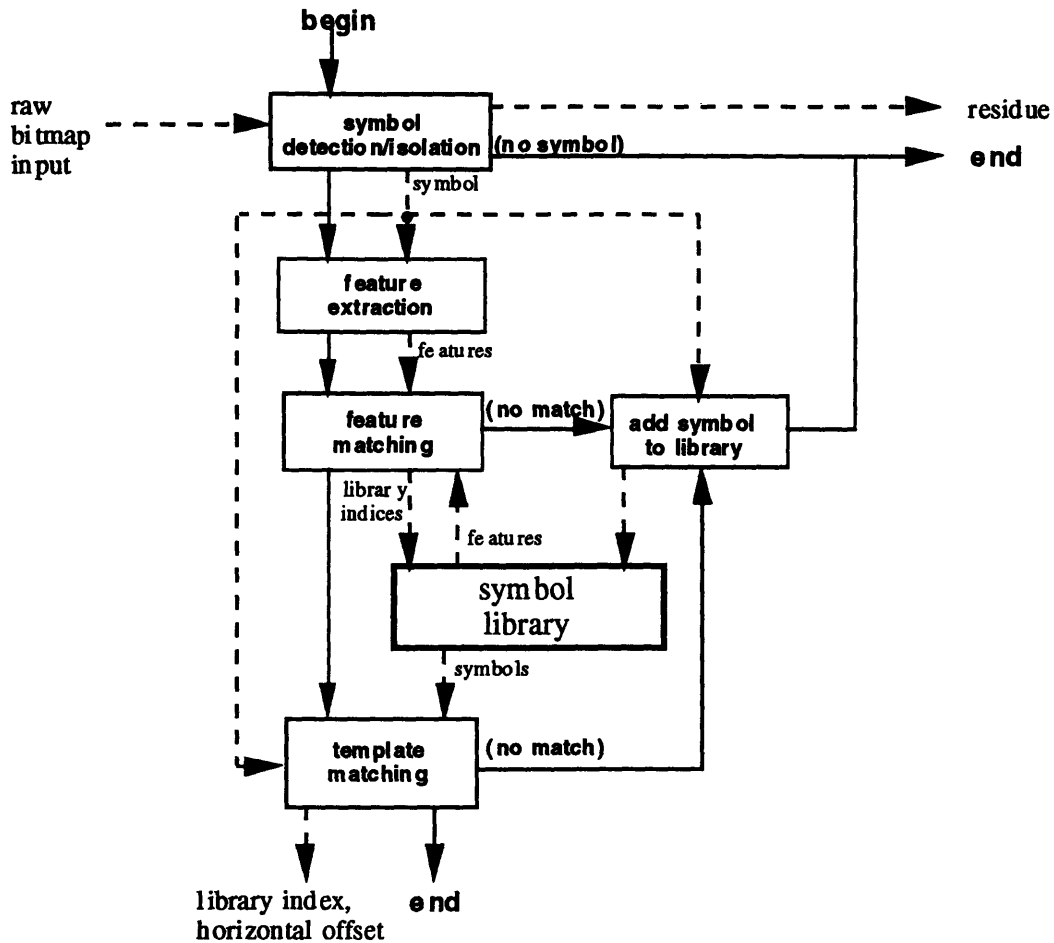 begin
raw
bitmap
input
symbol
detection/isolation
(no symbol)
residue
end
symbol
feature
extraction
features
feature
matching
(no match)
add symbol
to library
library
indices
features
symbol
library
symbols
template
matching
(no match)
library index,
horizontal offset
end